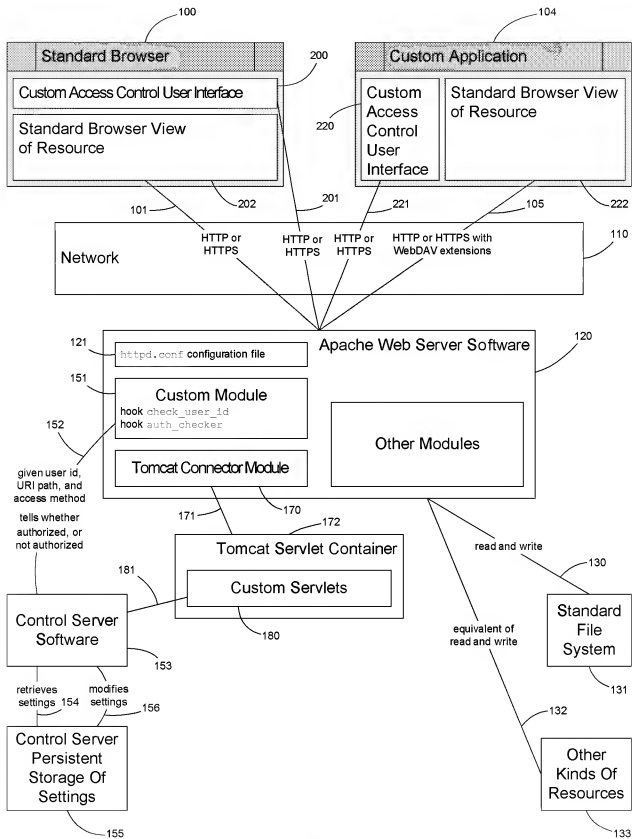 100
104
Standard Browser
Custom Application
200
Custom Access Control User Interface
Standard Browser View
of Resource
220
Custom
Access
Control
User
Interface
Standard Browser View
of Resource
101
202
201
221
105
222
110
Network
HTTP or
HTTPS
HTTP or
HTTPS
HTTP or
HTTPS
HTTP or HTTPS with
WebDAV extensions
120
Apache Web Server Software
121
httpd.conf configuration file
151
Custom Module
hook check_user_id
hook auth_checker
152
Other Modules
Tomcat Connector Module
170
given user id,
URI path, and
access method
tells whether
authorized, or
not authorized
171
172
Tomcat Servlet Container
Custom Servlets
180
181
read and write
130
Standard
File
System
131
Control Server
Software
153
equivalent of
read and write
132
retrieves
settings
154
modifies
settings
156
Control Server
Persistent
Storage Of
Settings
155
Other
Kinds Of
Resources
133